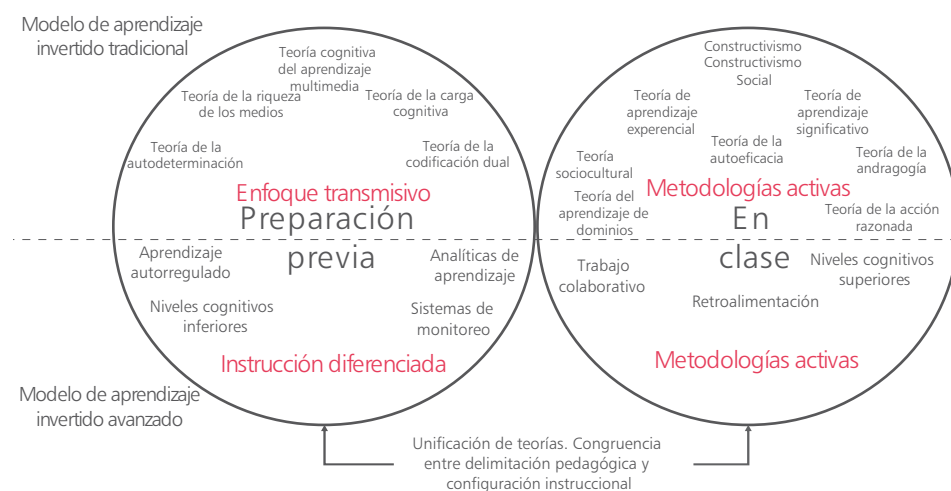 Modelo de aprendizaje
invertido tradicional
Teoría cognitiva
del aprendizaje
multimedia
Teoría de la riqueza
de los medios
Teoría de la carga
cognitiva
Teoría de la
autodeterminación
Teoría de la
codificación dual
Enfoque transmisivo
Preparación
previa
Aprendizaje
autorregulado
Analíticas de
aprendizaje
Niveles cognitivos
inferiores
Sistemas de
monitoreo
Instrucción diferenciada
Constructivismo
Constructivismo
Social
Teoría de
aprendizaje
experencial
Teoría de
aprendizaje
significativo
Teoría de la
autoeficacia
Teoría
sociocultural
Teoría de la
andragogía
Metodologías activas
Teoría del
aprendizaje de
dominios
Teoría de la acción
razonada
En
clase
Trabajo
colaborativo
Niveles cognitivos
superiores
Retroalimentación
Metodologías activas
Modelo de aprendizaje
invertido avanzado
Unificación de teorías. Congruencia
entre delimitación pedagógica y
configuración instruccional